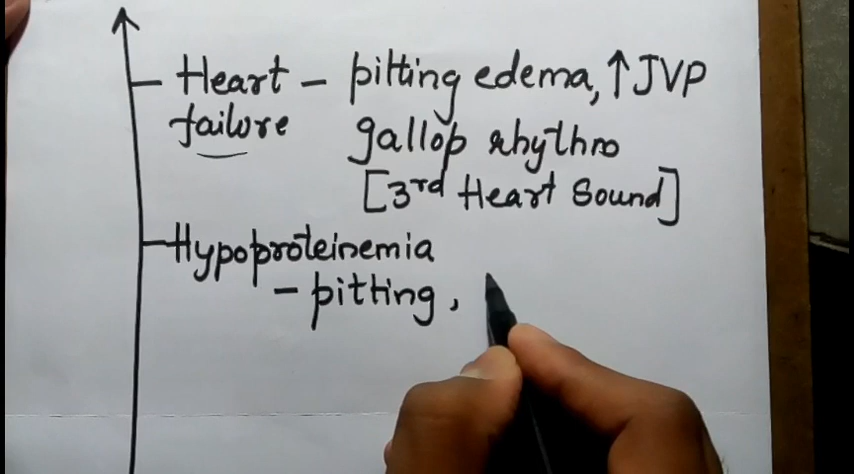 Heart – pitting edema, ↑JVP
failure gallop rhythm
[3rd Heart Sound]
Hypoproteinemia
– pitting,